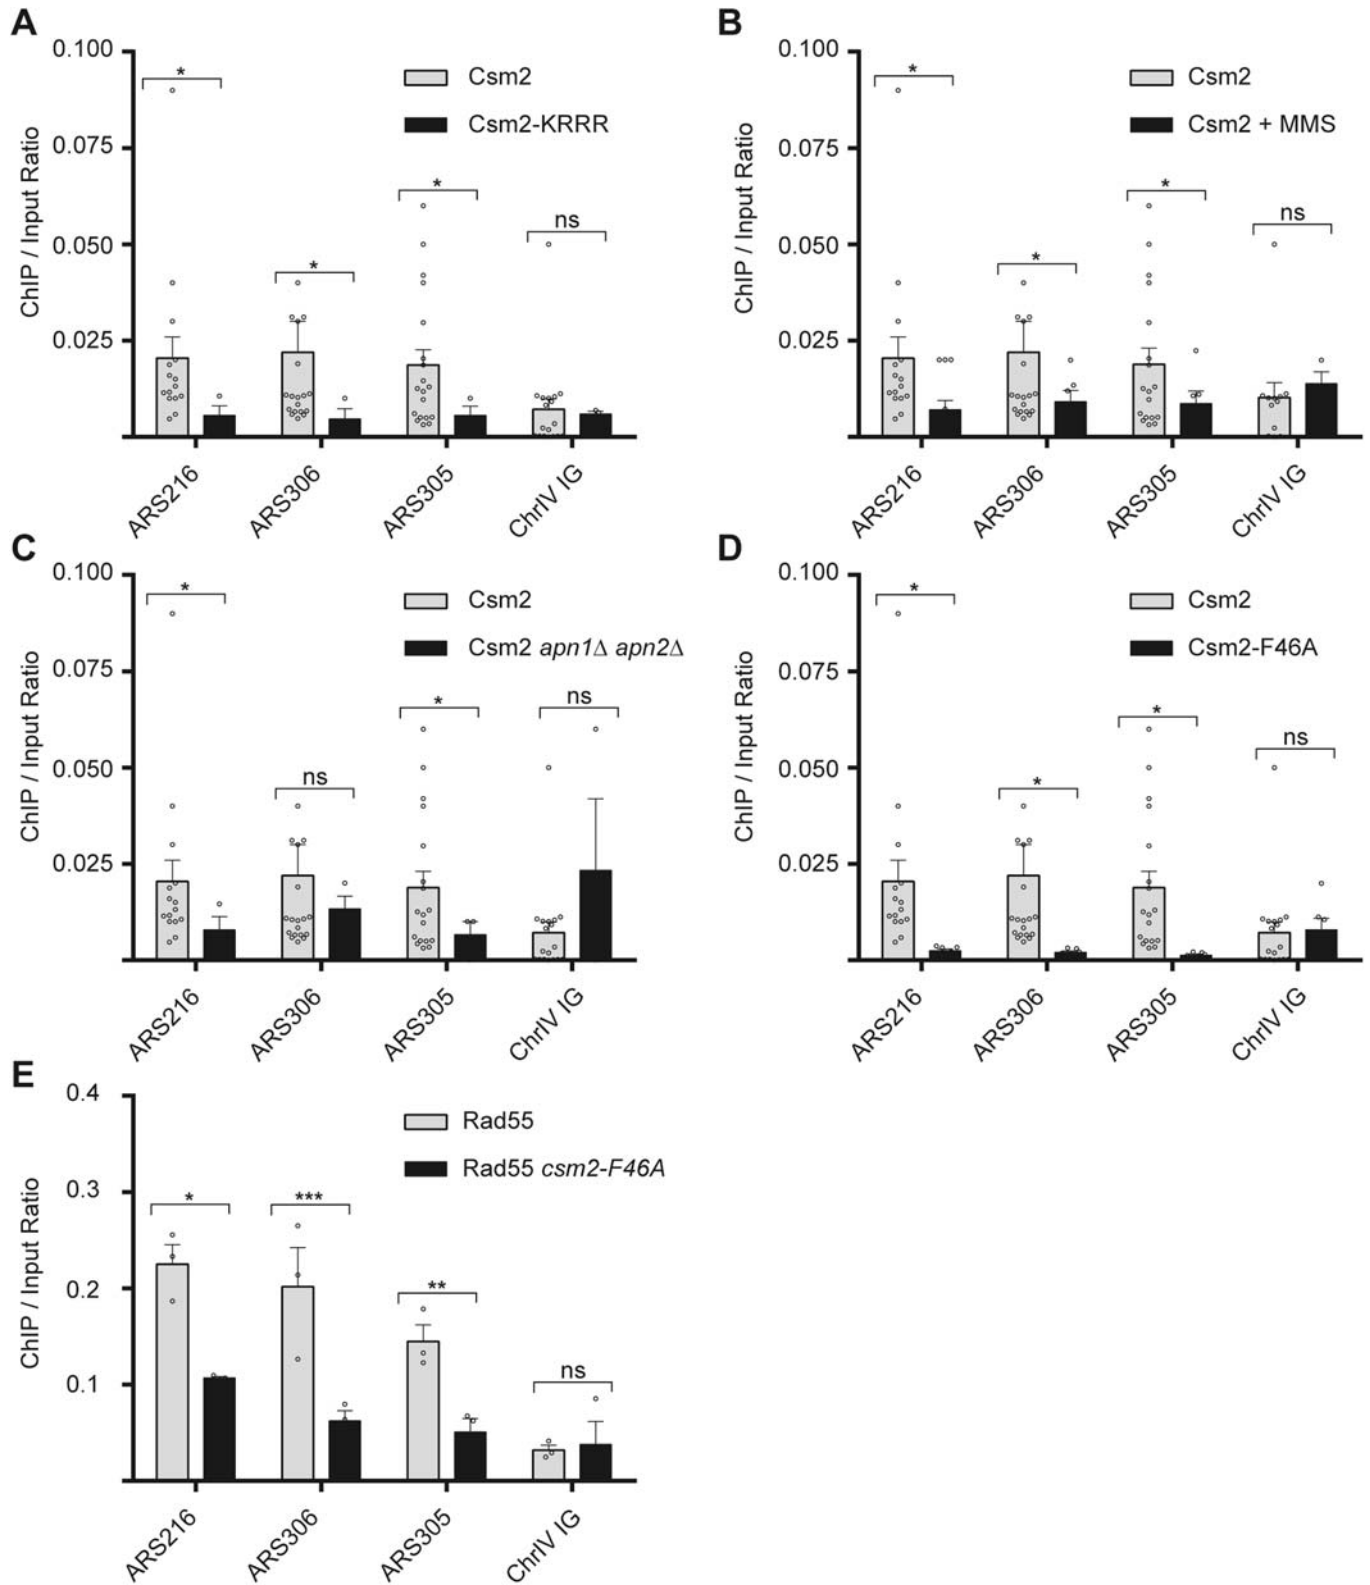 A
ChIP / Input Ratio
0.100
0.075
0.050
0.025
Csm2
Csm2-KRRR
*
*
*
ns
ARS216
ARS306
ARS305
ChrIV IG
B
ChIP / Input Ratio
0.100
0.075
0.050
0.025
Csm2
Csm2 + MMS
*
*
*
ns
ARS216
ARS306
ARS305
ChrIV IG
C
ChIP / Input Ratio
0.100
0.075
0.050
0.025
Csm2
Csm2 apn1Δ apn2Δ
*
ns
*
ns
ARS216
ARS306
ARS305
ChrIV IG
D
ChIP / Input Ratio
0.100
0.075
0.050
0.025
Csm2
Csm2-F46A
*
*
*
ns
ARS216
ARS306
ARS305
ChrIV IG
E
ChIP / Input Ratio
0.4
0.3
0.2
0.1
Rad55
Rad55 csm2-F46A
*
***
**
ns
ARS216
ARS306
ARS305
ChrIV IG